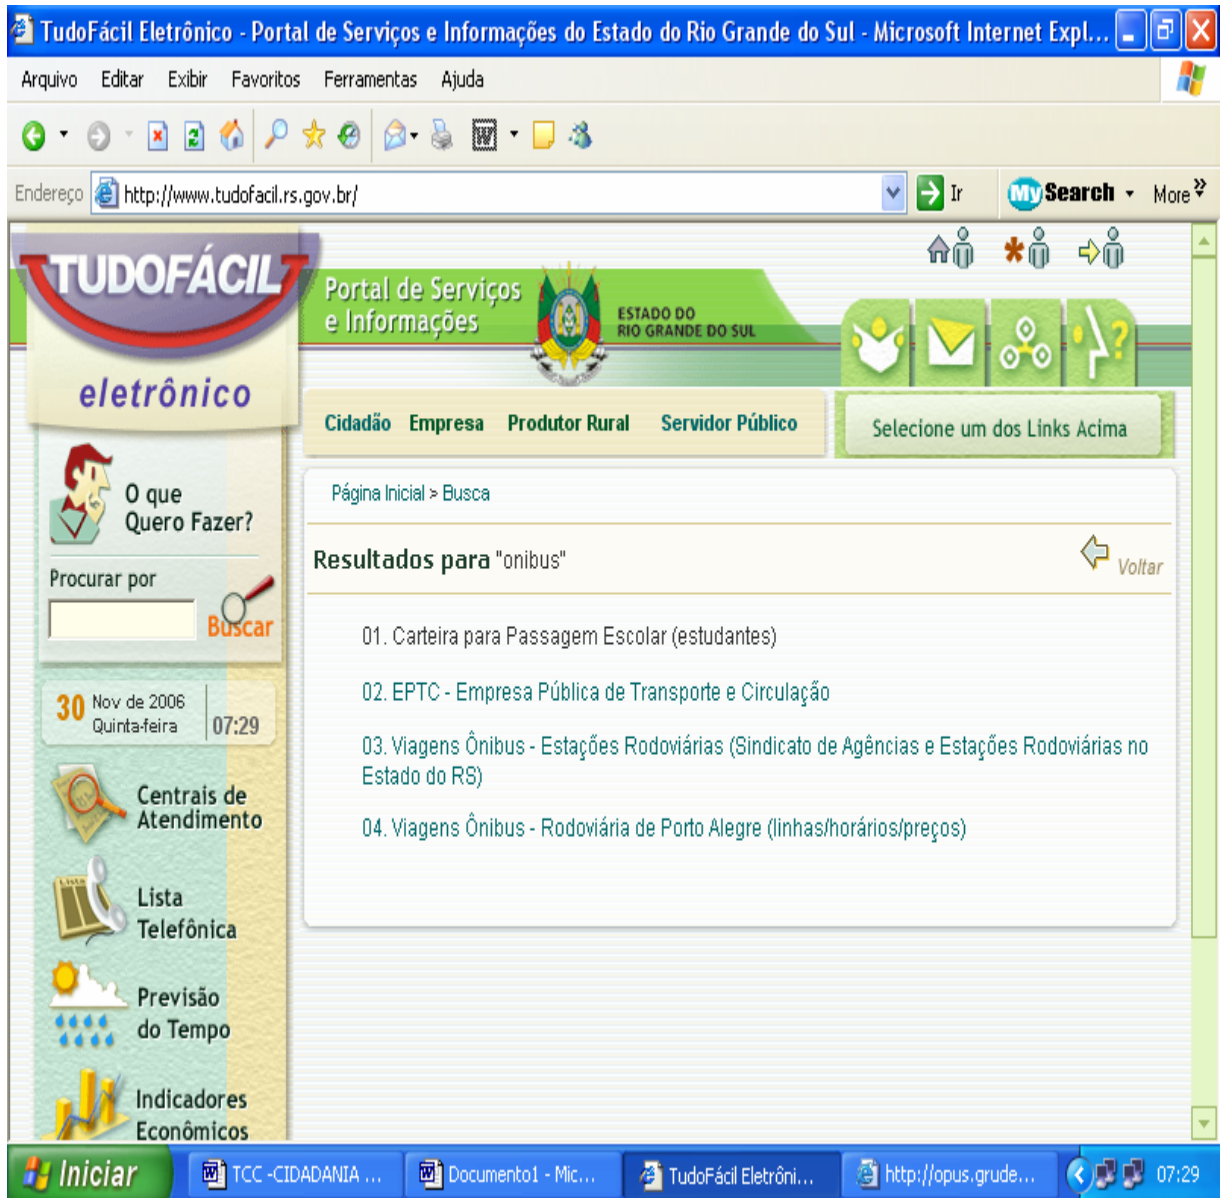 TudoFácil Eletrônico - Portal de Serviços e Informações do Estado do Rio Grande do Sul - Microsoft Internet Expl...
Arquivo Editar Exibir Favoritos Ferramentas Ajuda
Endereço http://www.tudofacil.rs.gov.br/ Ir MySearch More
TUDOFÁCIL
eletrônico
Portal de Serviços
e Informações
ESTADO DO
RIO GRANDE DO SUL
Cidadão Empresa Produtor Rural Servidor Público
Selecione um dos Links Acima
O que
Quero Fazer?
Procurar por
Buscar
30 Nov de 2006
Quinta-feira 07:29
Centrais de
Atendimento
Lista
Telefônica
Previsão
do Tempo
Indicadores
Econômicos
Página Inicial > Busca
Resultados para "onibus"
Voltar
01. Carteira para Passagem Escolar (estudantes)
02. EPTC - Empresa Pública de Transporte e Circulação
03. Viagens Ônibus - Estações Rodoviárias (Sindicato de Agências e Estações Rodoviárias no
Estado do RS)
04. Viagens Ônibus - Rodoviária de Porto Alegre (linhas/horários/preços)
Iniciar TCC -CIDADANIA ... Documento1 - Mic... TudoFácil Eletrôni... http://opus.grude... 07:29